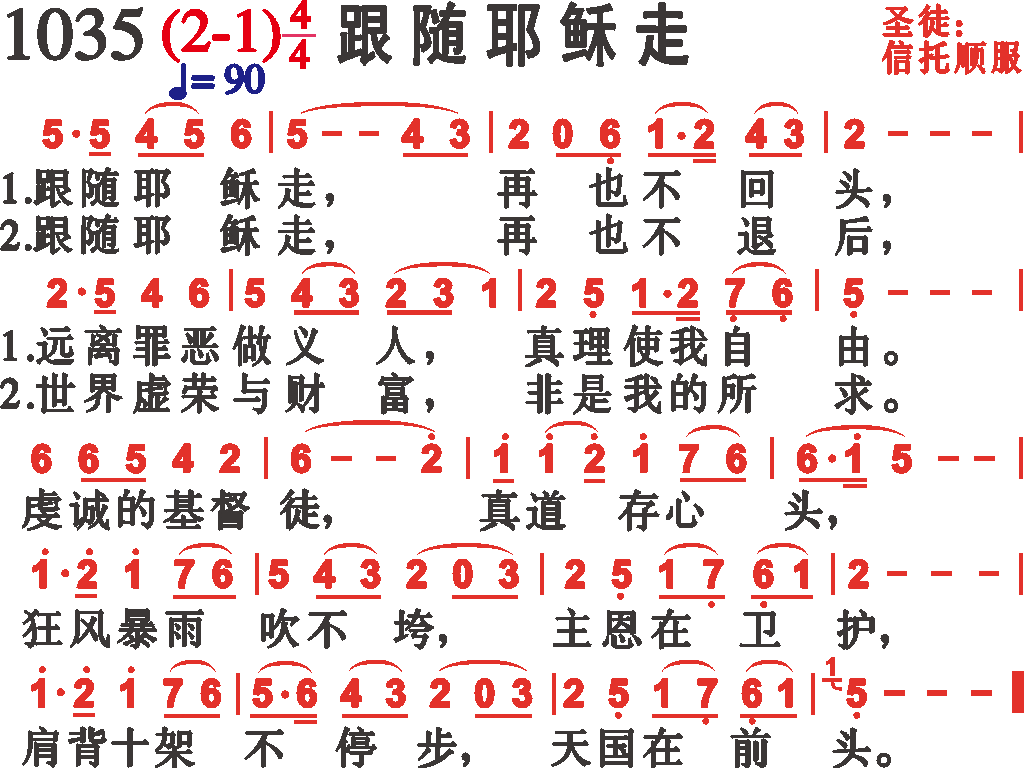 1035 (2-1) 4/4 跟随耶稣走 圣徒:
♩=90 信托顺服
5·5 4 5 6 | 5 - - 4 3 | 2 0 6 1·2 4 3 | 2 - - - |
1.跟随耶 稣走， 再 也不 回 头，
2.跟随耶 稣走， 再 也不 退 后，
2·5 4 6 | 5 4 3 2 3 1 | 2 5 1·2 7 6 | 5 - - - |
1.远离罪恶做义 人， 真理使我自 由。
2.世界虚荣与财 富， 非是我的所 求。
6 6 5 4 2 | 6 - - 2 | 1 1 2 1 7 6 | 6·1 5 - - |
虔诚的基督 徒， 真道 存心 头，
1·2 1 7 6 | 5 4 3 2 0 3 | 2 5 1 7 6 1 | 2 - - - |
狂风暴雨 吹不 垮， 主恩在 卫 护，
1·2 1 7 6 | 5·6 4 3 2 0 3 | 2 5 1 7 6 1 | 1 5 - - -
肩背十架 不 停 步， 天国在 前 头。